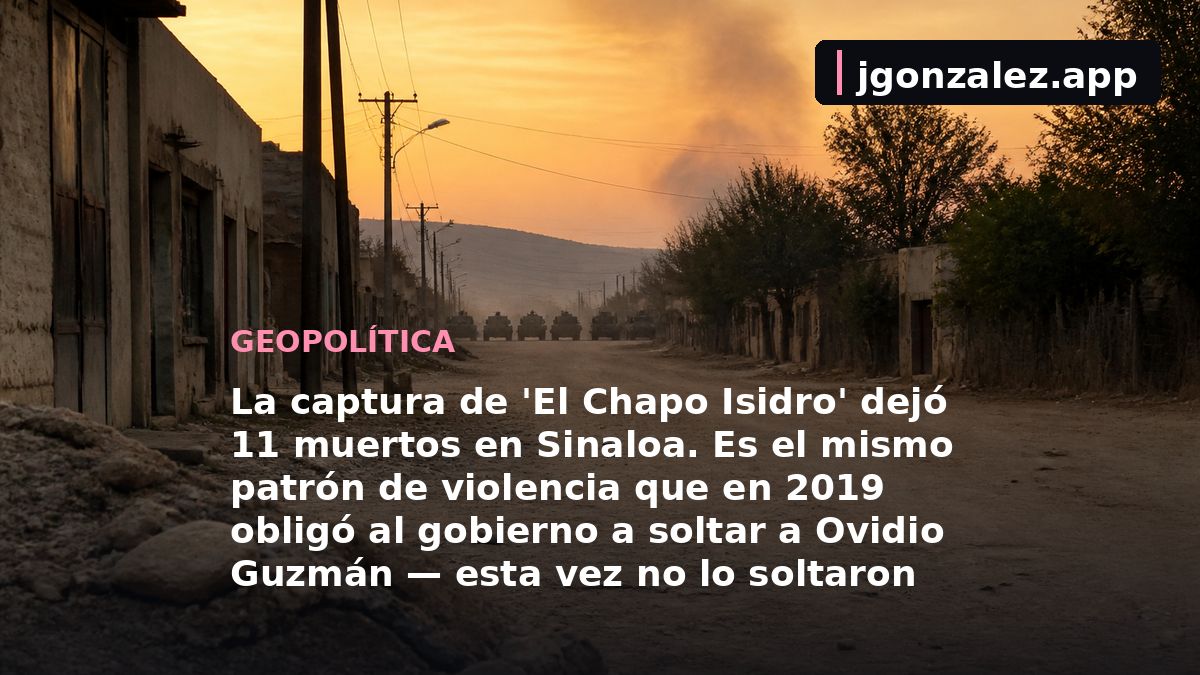 jgonzalez.app
GEOPOLÍTICA
La captura de 'El Chapo Isidro' dejó
11 muertos en Sinaloa. Es el mismo
patrón de violencia que en 2019
obligó al gobierno a soltar a Ovidio
Guzmán — esta vez no lo soltaron